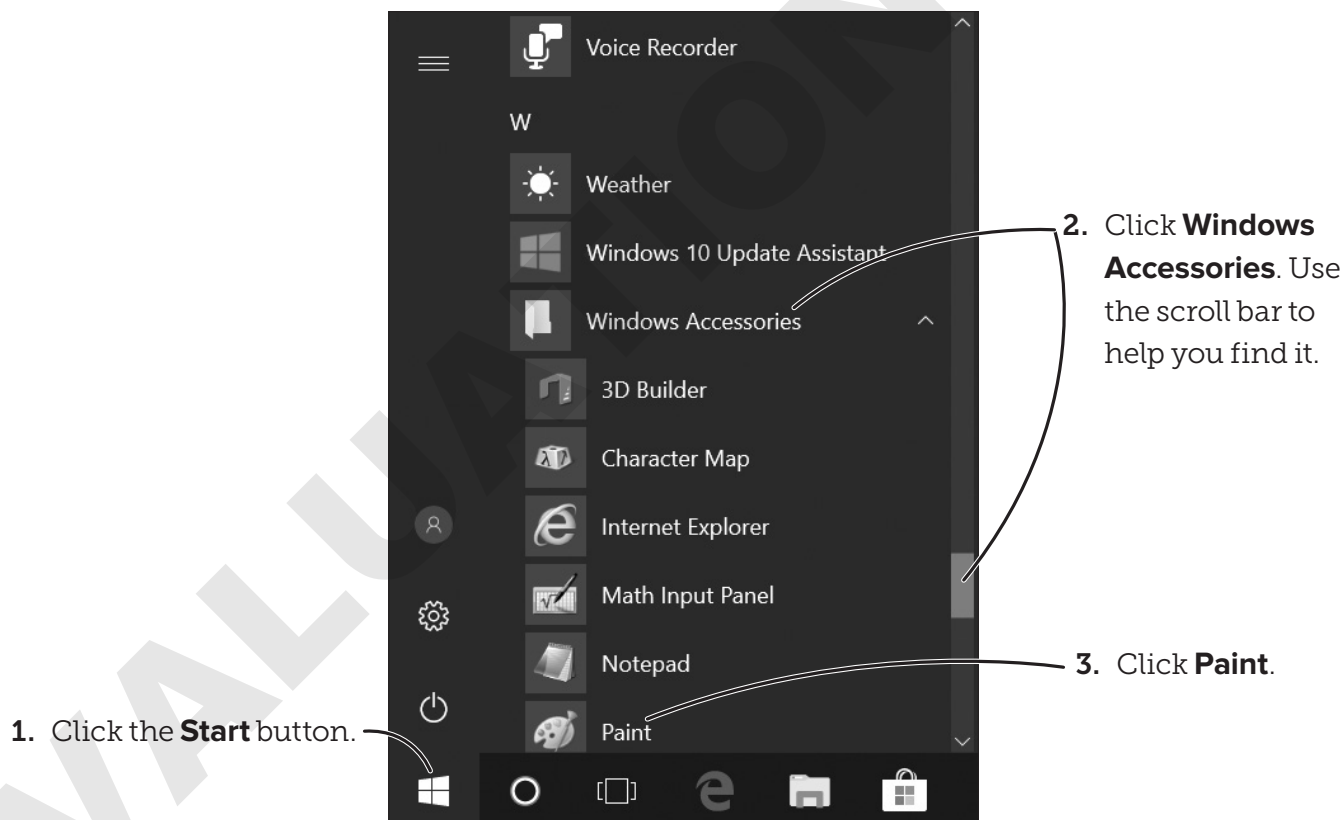 Voice Recorder
W
Weather
Windows 10 Update Assistant
Windows Accessories
3D Builder
Character Map
Internet Explorer
Math Input Panel
Notepad
Paint
1. Click the Start button.
2. Click Windows
Accessories. Use
the scroll bar to
help you find it.
3. Click Paint.
VALUATION